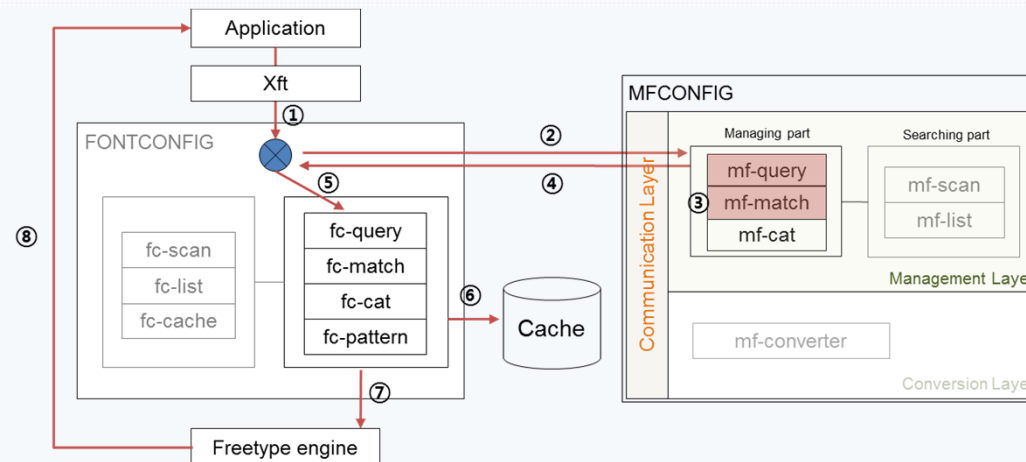 Application
Xft
①
FONTCONFIG
②
④
⑤
⑧
fc-scan
fc-list
fc-cache
fc-query
fc-match
fc-cat
fc-pattern
⑥
Cache
⑦
Freetype engine
MFCONFIG
Communication Layer
Managing part
Searching part
mf-query
③
mf-match
mf-cat
mf-scan
mf-list
Management Laye
mf-converter
Conversion Laye